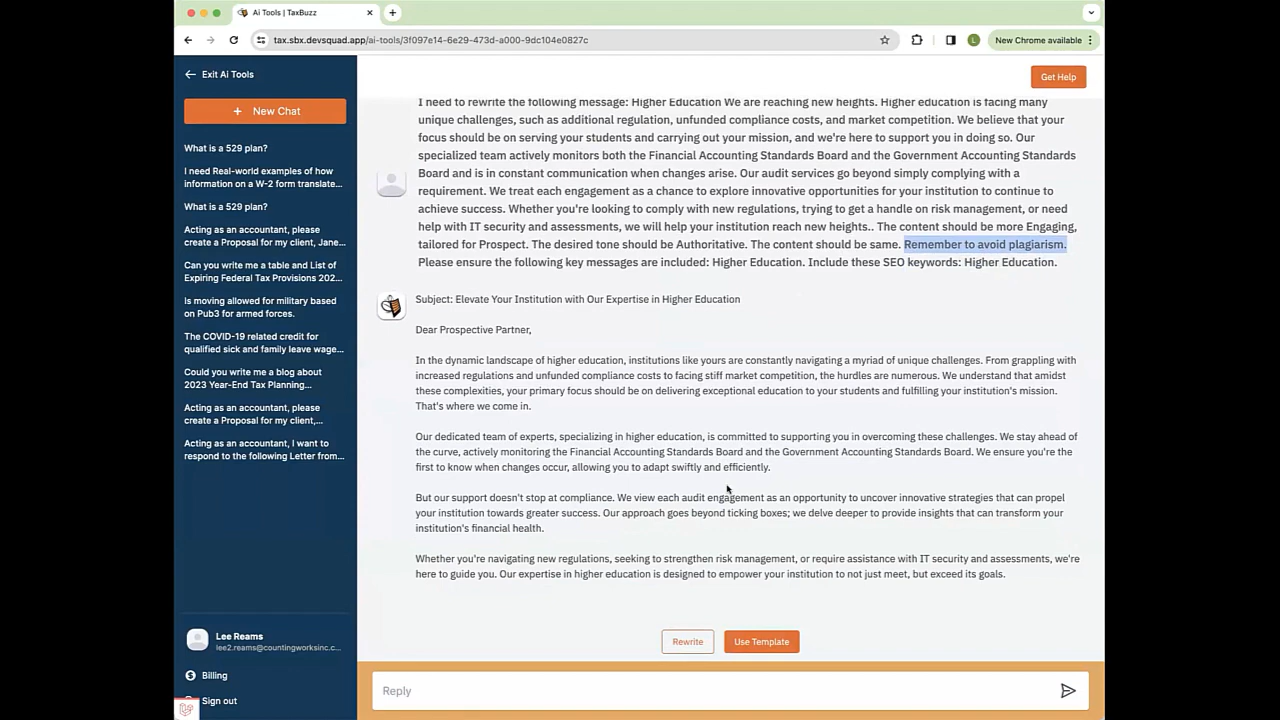 Ai Tools | TaxBuzz
tax.sbx.devsquad.app/ai-tools/3f097e14-6e29-473d-a000-9dc104e0827c
New Chrome available
Exit Ai Tools
Get Help
+ New Chat
What is a 529 plan?
I need Real-world examples of how
information on a W-2 form translate...
What is a 529 plan?
Acting as an accountant, please
create a Proposal for my client, Jane...
Can you write me a table and List of
Expiring Federal Tax Provisions 202...
Is moving allowed for military based
on Pub3 for armed forces.
The COVID-19 related credit for
qualified sick and family leave wage...
Could you write me a blog about
2023 Year-End Tax Planning...
Acting as an accountant, please
create a Proposal for my client,...
Acting as an accountant, I want to
respond to the following Letter from...
Lee Reams
lee2.reams@countingworksinc.c...
Billing
Sign out
I need to rewrite the following message: Higher Education We are reaching new heights. Higher education is facing many
unique challenges, such as additional regulation, unfunded compliance costs, and market competition. We believe that your
focus should be on serving your students and carrying out your mission, and we're here to support you in doing so. Our
specialized team actively monitors both the Financial Accounting Standards Board and the Government Accounting Standards
Board and is in constant communication when changes arise. Our audit services go beyond simply complying with a
requirement. We treat each engagement as a chance to explore innovative opportunities for your institution to continue to
achieve success. Whether you're looking to comply with new regulations, trying to get a handle on risk management, or need
help with IT security and assessments, we will help your institution reach new heights.. The content should be more Engaging,
tailored for Prospect. The desired tone should be Authoritative. The content should be same. Remember to avoid plagiarism.
Please ensure the following key messages are included: Higher Education. Include these SEO keywords: Higher Education.
Subject: Elevate Your Institution with Our Expertise in Higher Education
Dear Prospective Partner,
In the dynamic landscape of higher education, institutions like yours are constantly navigating a myriad of unique challenges. From grappling with
increased regulations and unfunded compliance costs to facing stiff market competition, the hurdles are numerous. We understand that amidst
these complexities, your primary focus should be on delivering exceptional education to your students and fulfilling your institution's mission.
That's where we come in.
Our dedicated team of experts, specializing in higher education, is committed to supporting you in overcoming these challenges. We stay ahead of
the curve, actively monitoring the Financial Accounting Standards Board and the Government Accounting Standards Board. We ensure you're the
first to know when changes occur, allowing you to adapt swiftly and efficiently.
But our support doesn't stop at compliance. We view each audit engagement as an opportunity to uncover innovative strategies that can propel
your institution towards greater success. Our approach goes beyond ticking boxes; we delve deeper to provide insights that can transform your
institution's financial health.
Whether you're navigating new regulations, seeking to strengthen risk management, or require assistance with IT security and assessments, we're
here to guide you. Our expertise in higher education is designed to empower your institution to not just meet, but exceed its goals.
Rewrite
Use Template
Reply